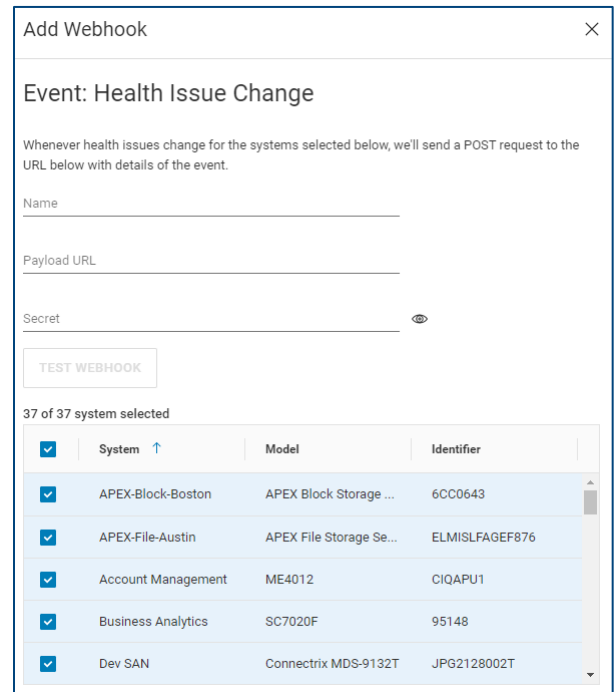 Add Webhook
Event: Health Issue Change
Whenever health issues change for the systems selected below, we'll send a POST request to the
URL below with details of the event.
Name
Payload URL
Secret
TEST WEBHOOK
37 of 37 system selected
System Model Identifier
APEX-Block-Boston APEX Block Storage ... 6CC0643
APEX-File-Austin APEX File Storage Se... ELMISLFAGEF876
Account Management ME4012 CIQAPU1
Business Analytics SC7020F 95148
Dev SAN Connectrix MDS-9132T JPG2128002T